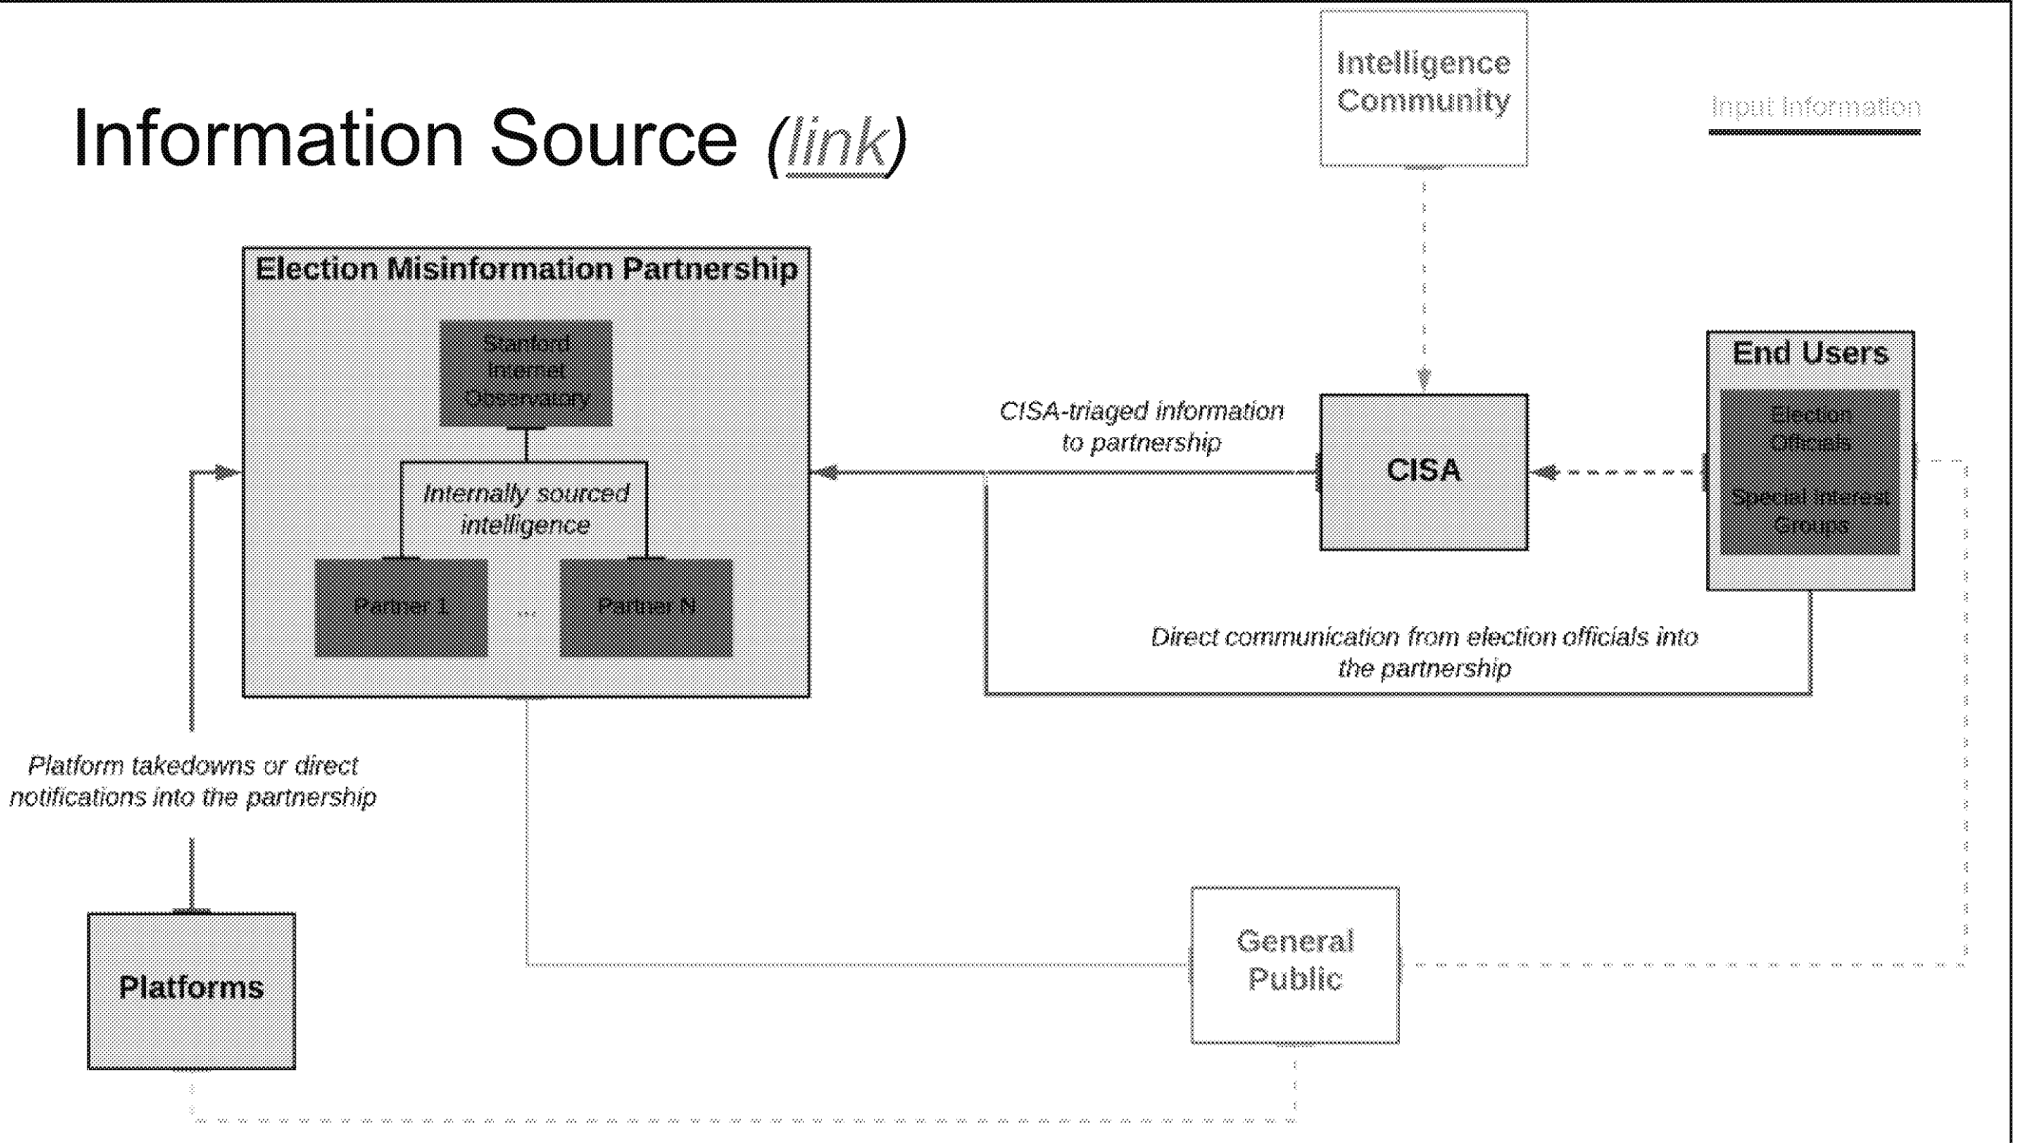 Intelligence
Community
Input Information
Information Source (link)
Election Misinformation Partnership
Stanford
Internet
Observatory
Internally sourced
intelligence
Partner 1
...
Partner N
CISA-triaged information
to partnership
CISA
End Users
Election
Officials
Special Interest
Groups
Direct communication from election officials into
the partnership
Platform takedowns or direct
notifications into the partnership
Platforms
General
Public